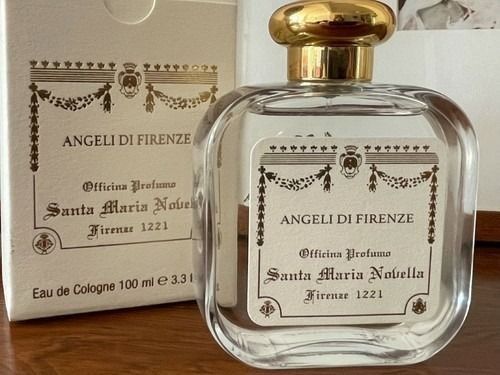 ANGELI DI FIRENZE
Officina Profumo
Santa Maria Novella
Firenze 1221
Eau de Cologne 100 ml e 3.3
ANGELI DI FIRENZE
Officina Profumo
Santa Maria Novella
Firenze 1221